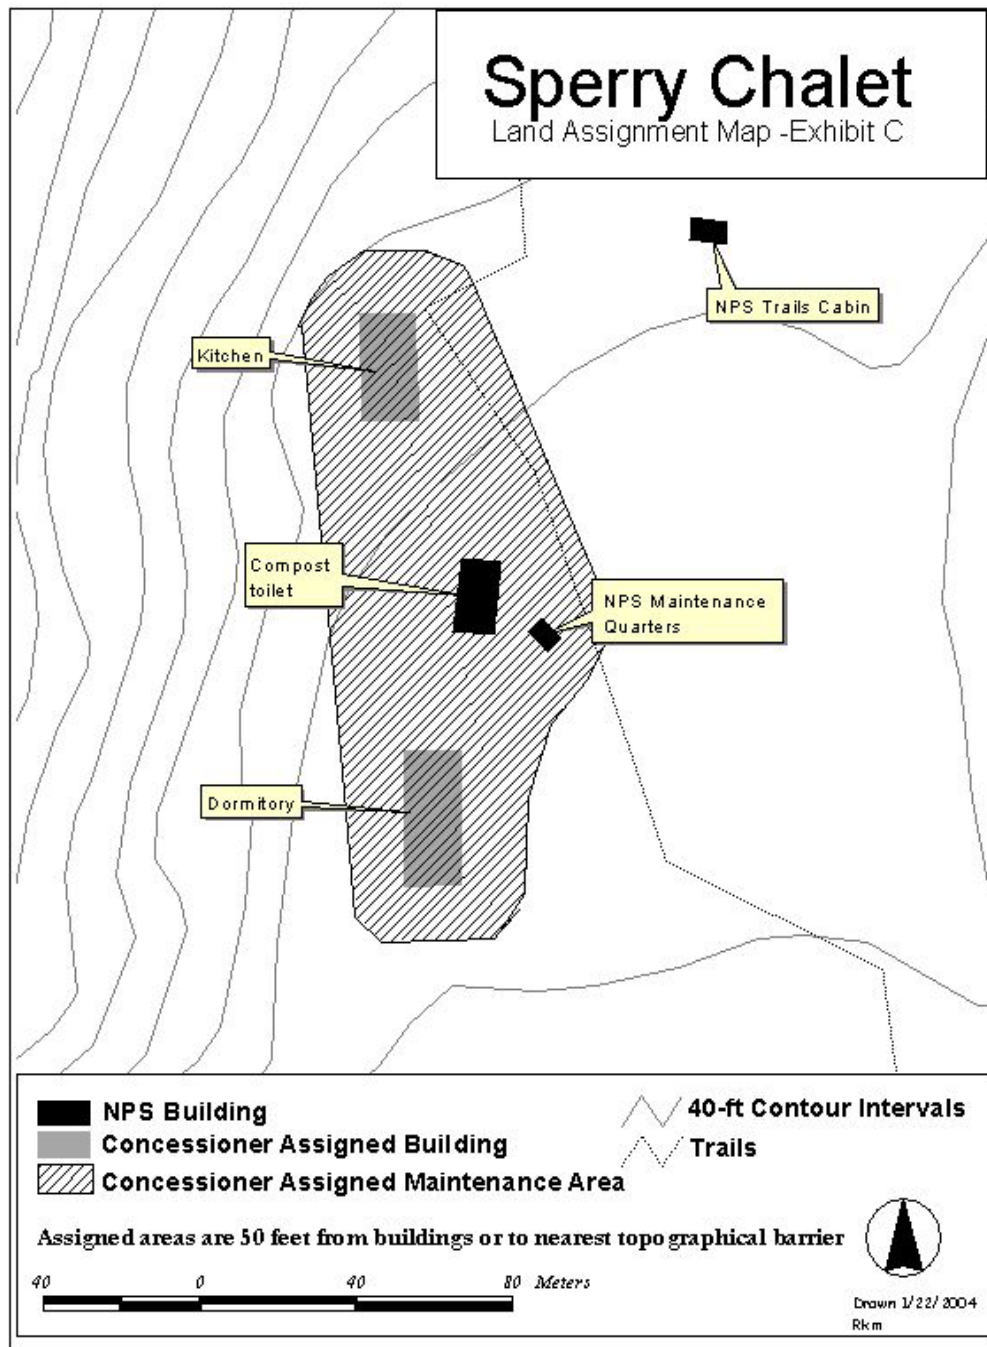 Sperry Chalet
Land Assignment Map -Exhibit C
NPS Trails Cabin
Kitchen
Compost
toilet
NPS Maintenance
Quarters
Dormitory
NPS Building
Concessioner Assigned Building
Concessioner Assigned Maintenance Area
40-ft Contour Intervals
Trails
Assigned areas are 50 feet from buildings or to nearest topographical barrier
40 0 40 80 Meters
Drawn 1/22/2004
Rkm